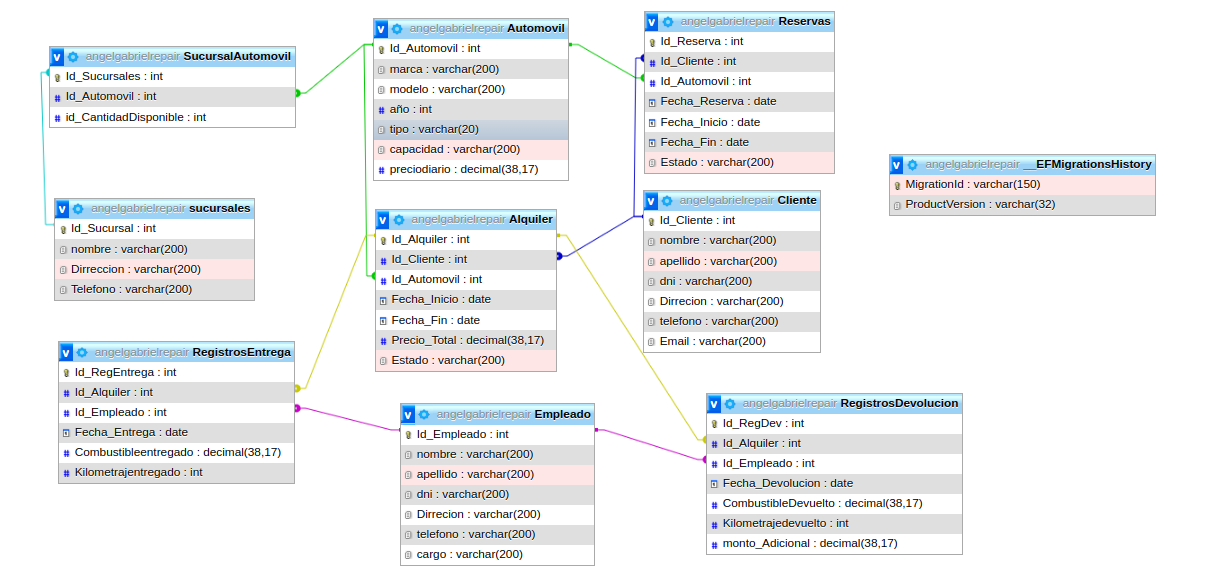 v angelgabrielrepair SucursalAutomovil
Id_Sucursales : int
Id_Automovil : int
id_CantidadDisponible : int
v angelgabrielrepair sucursales
Id_Sucursal : int
nombre : varchar(200)
Dirreccion : varchar(200)
Telefono : varchar(200)
v angelgabrielrepair RegistrosEntrega
Id_RegEntrega : int
Id_Alquiler : int
Id_Empleado : int
Fecha_Entrega : date
Combustibleentregado : decimal(38,17)
Kilometrajentregado : int
v angelgabrielrepair Automovil
Id_Automovil : int
marca : varchar(200)
modelo : varchar(200)
año : int
tipo : varchar(20)
capacidad : varchar(200)
preciodiario : decimal(38,17)
v angelgabrielrepair Alquiler
Id_Alquiler : int
Id_Cliente : int
Id_Automovil : int
Fecha_Inicio : date
Fecha_Fin : date
Precio_Total : decimal(38,17)
Estado : varchar(200)
v angelgabrielrepair Empleado
Id_Empleado : int
nombre : varchar(200)
apellido : varchar(200)
dni : varchar(200)
Dirrecion : varchar(200)
telefono : varchar(200)
cargo : varchar(200)
v angelgabrielrepair Reservas
Id_Reserva : int
Id_Cliente : int
Id_Automovil : int
Fecha_Reserva : date
Fecha_Inicio : date
Fecha_Fin : date
Estado : varchar(200)
v angelgabrielrepair Cliente
Id_Cliente : int
nombre : varchar(200)
apellido : varchar(200)
dni : varchar(200)
Dirrecion : varchar(200)
telefono : varchar(200)
Email : varchar(200)
v angelgabrielrepair RegistrosDevolucion
Id_RegDev : int
Id_Alquiler : int
Id_Empleado : int
Fecha_Devolucion : date
CombustibleDevuelto : decimal(38,17)
Kilometrajedevuelto : int
monto_Adicional : decimal(38,17)
v angelgabrielrepair __EFMigrationsHistory
MigrationId : varchar(150)
ProductVersion : varchar(32)